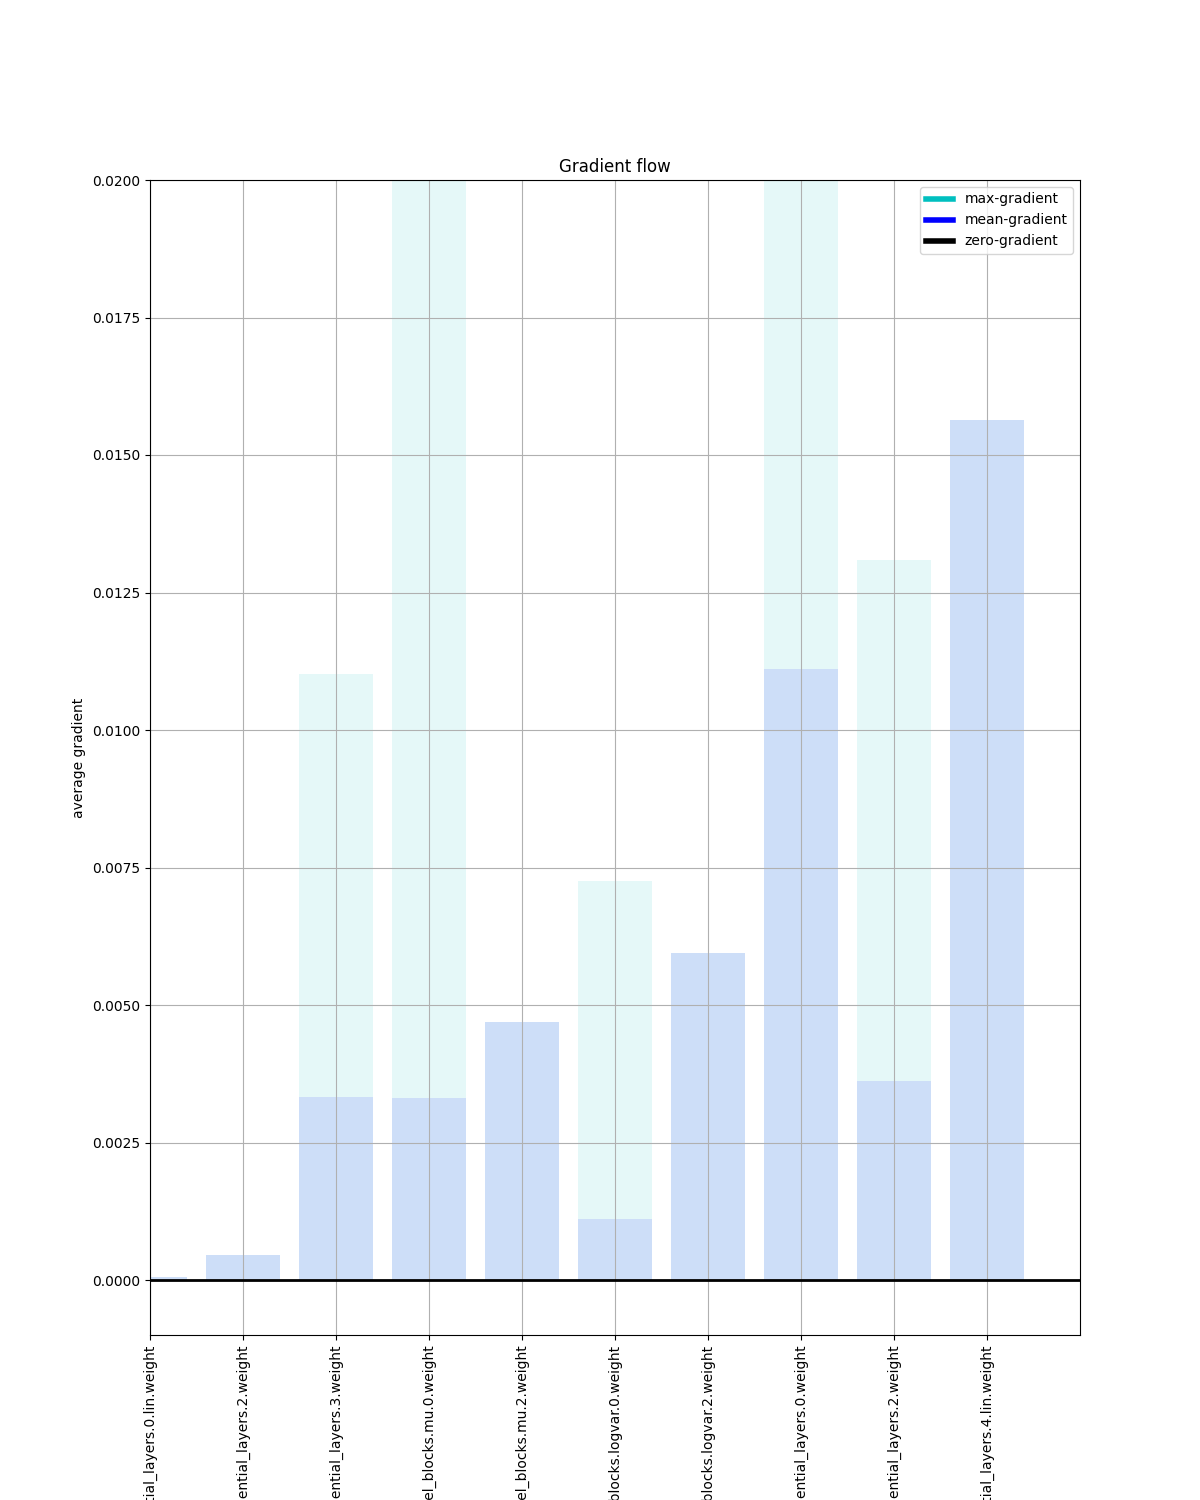 Gradient flow
max-gradient
mean-gradient
zero-gradient
0.0200
0.0175
0.0150
0.0125
0.0100
0.0075
0.0050
0.0025
0.0000
average gradient
tial_layers.0.lin.weight
ential_layers.2.weight
ential_layers.3.weight
el_blocks.mu.0.weight
el_blocks.mu.2.weight
blocks.logvar.0.weight
blocks.logvar.2.weight
ential_layers.0.weight
ential_layers.2.weight
tial_layers.4.lin.weight